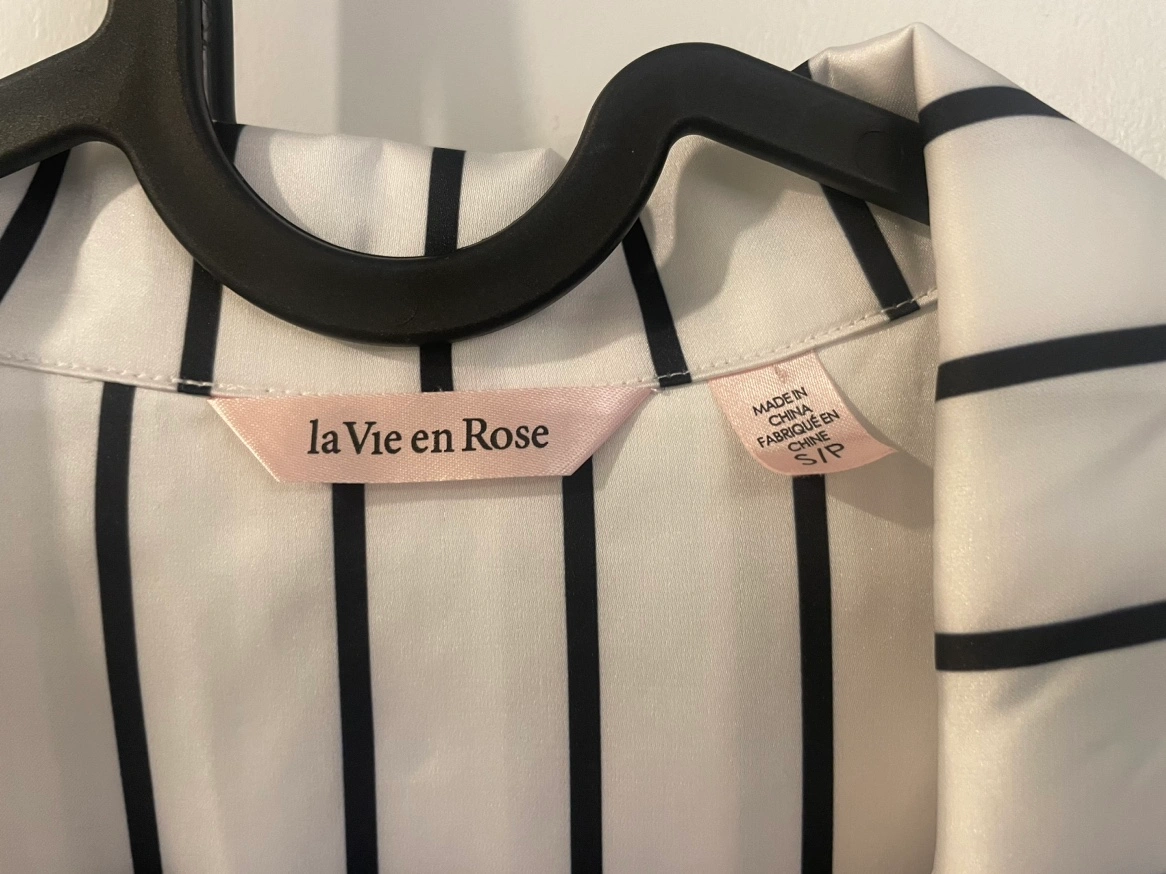 la Vie en Rose
MADE IN
CHINA
FABRIQUÉ EN
CHINE
S/P